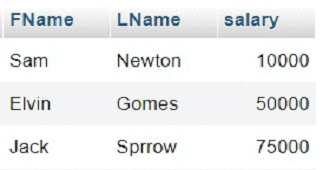 FName LName salary
Sam Newton 10000
Elvin Gomes 50000
Jack Sprrow 75000